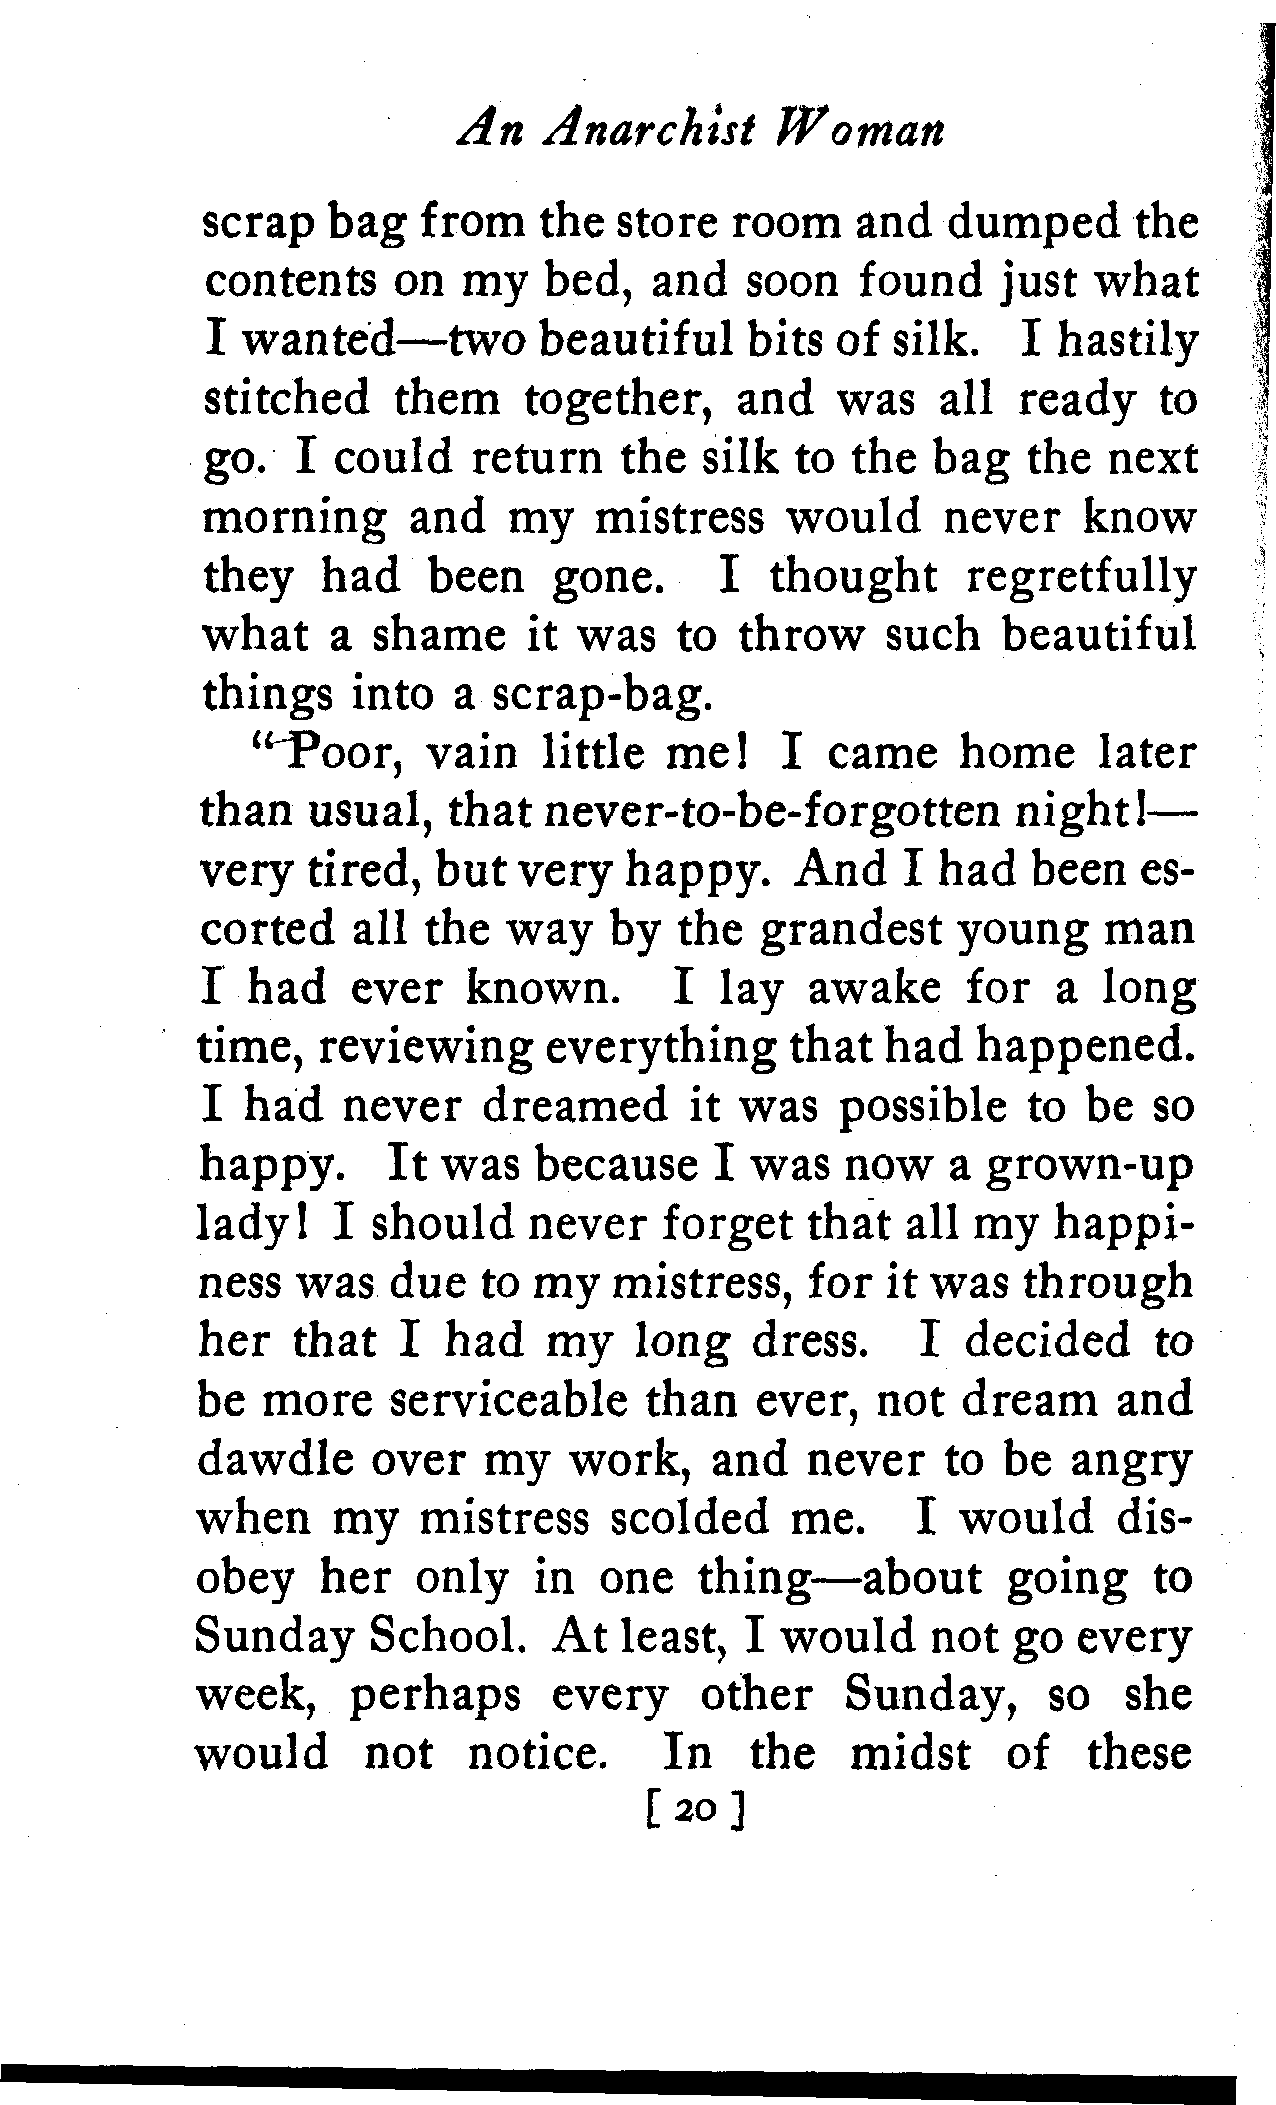 An Anarchist Woman
scrap bag from the store room and dumped the
contents on my bed, and soon found just what
I wanted—two beautiful bits of silk. I hastily
stitched them together, and was all ready to
go. I could return the silk to the bag the next
morning and my mistress would never know
they had been gone. I thought regretfully
what a shame it was to throw such beautiful
things into a scrap-bag.
“Poor, vain little me! I came home later
than usual, that never-to-be-forgotten night!—
very tired, but very happy. And I had been es-
corted all the way by the grandest young man
I had ever known. I lay awake for a long
time, reviewing everything that had happened.
I had never dreamed it was possible to be so
happy. It was because I was now a grown-up
lady! I should never forget that all my happi-
ness was due to my mistress, for it was through
her that I had my long dress. I decided to
be more serviceable than ever, not dream and
dawdle over my work, and never to be angry
when my mistress scolded me. I would dis-
obey her only in one thing—about going to
Sunday School. At least, I would not go every
week, perhaps every other Sunday, so she
would not notice. In the midst of these
[ 20 ]